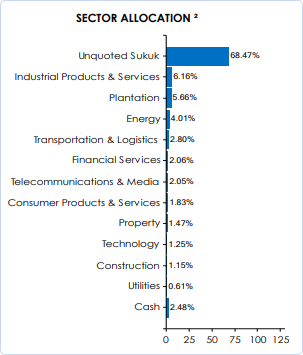 SECTOR ALLOCATION ²
Unquoted Sukuk 68.47%
Industrial Products & Services 6.16%
Plantation 5.66%
Energy 4.01%
Transportation & Logistics 2.80%
Financial Services 2.06%
Telecommunications & Media 2.05%
Consumer Products & Services 1.83%
Property 1.47%
Technology 1.25%
Construction 1.15%
Utilities 0.61%
Cash 2.48%
0 25 50 75 100 125